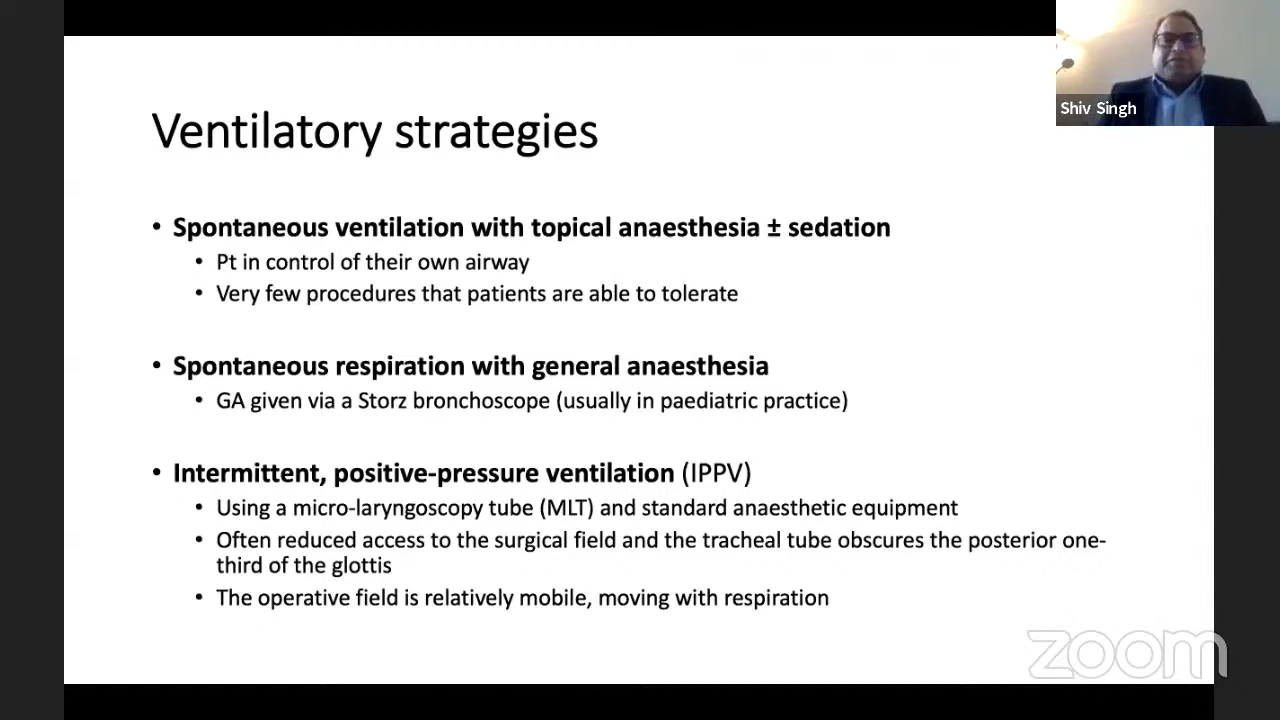 Shiv Singh
Ventilatory strategies
• Spontaneous ventilation with topical anaesthesia ± sedation
• Pt in control of their own airway
• Very few procedures that patients are able to tolerate
• Spontaneous respiration with general anaesthesia
• GA given via a Storz bronchoscope (usually in paediatric practice)
• Intermittent, positive-pressure ventilation (IPPV)
• Using a micro-laryngoscopy tube (MLT) and standard anaesthetic equipment
• Often reduced access to the surgical field and the tracheal tube obscures the posterior one-
third of the glottis
• The operative field is relatively mobile, moving with respiration
zoom